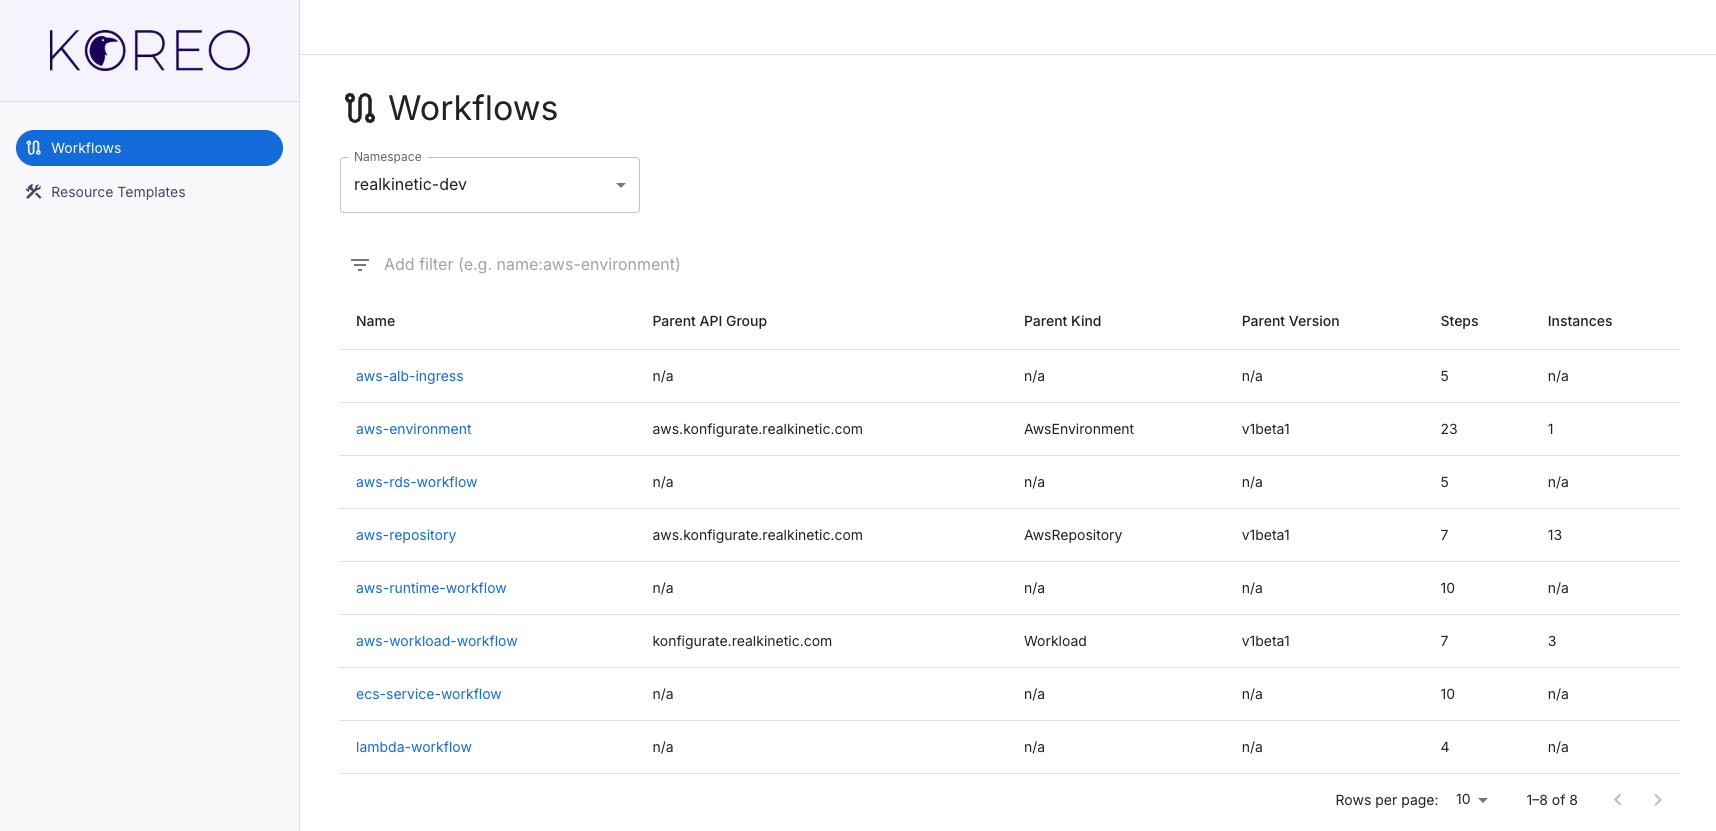 KOREO
Workflows
Resource Templates
Workflows
Namespace
realkinetic-dev
Add filter (e.g. name:aws-environment)
Name Parent API Group Parent Kind Parent Version Steps Instances
aws-alb-ingress n/a n/a n/a 5 n/a
aws-environment aws.konfigurate.realkinetic.com AwsEnvironment v1beta1 23 1
aws-rds-workflow n/a n/a n/a 5 n/a
aws-repository aws.konfigurate.realkinetic.com AwsRepository v1beta1 7 13
aws-runtime-workflow n/a n/a n/a 10 n/a
aws-workload-workflow konfigurate.realkinetic.com Workload v1beta1 7 3
ecs-service-workflow n/a n/a n/a 10 n/a
lambda-workflow n/a n/a n/a 4 n/a
Rows per page: 10 1–8 of 8